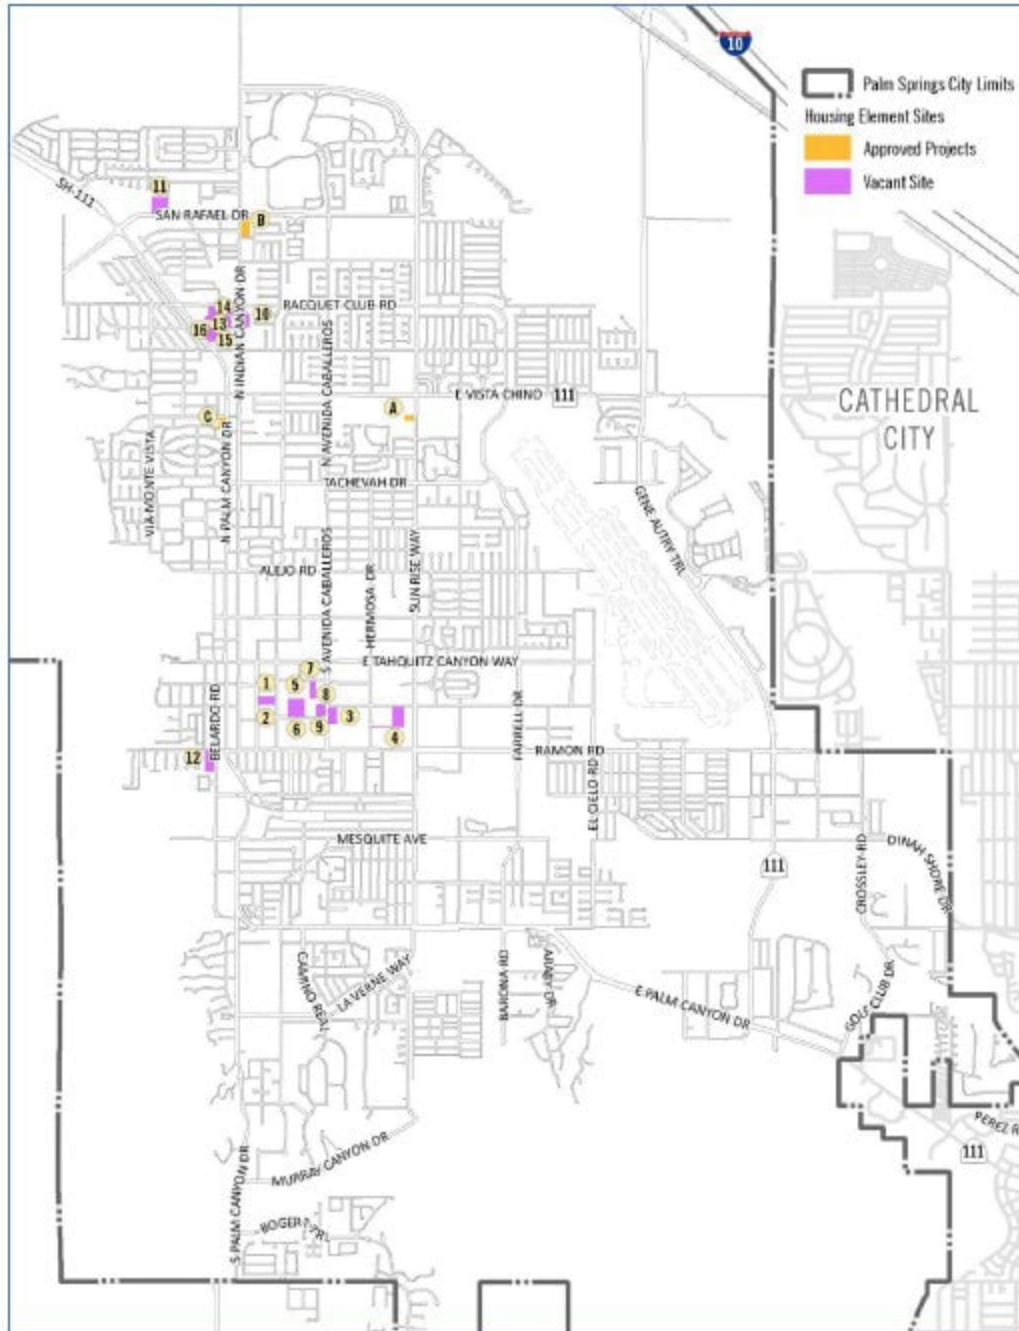 10
Palm Springs City Limits
Housing Element Sites
Approved Projects
Vacant Site
SH-111
11
SAN RAFAEL DR
B
N INDIAN CANYON DR
14
RACQUET CLUB RD
10
13
16
15
N AVENIDA CABALLEROS
E VISTA CHINO
111
CATHEDRAL
CITY
C
A
VIA MONTE VISTA
N PALM CANYON DR
TACHEVAH DR
GENE AUTRY TRL
ALEJO RD
S AVENIDA CABALLEROS
HERMOSA DR
SUNRISE WAY
E TAHQUITZ CANYON WAY
7
1
5
8
2
6
9
3
4
BELARDO RD
FARRELL DR
12
RAMON RD
EL CIELO RD
MESQUITE AVE
111
CROSSLEY RD
DINAH SHORE DR
CAMINO REAL
LA VERNE WAY
BARONA RD
ARABY DR
E PALM CANYON DR
GOLF CLUB DR
PEREZ R
111
MURRAY CANYON DR
S PALM CANYON DR
BOGERT TRL